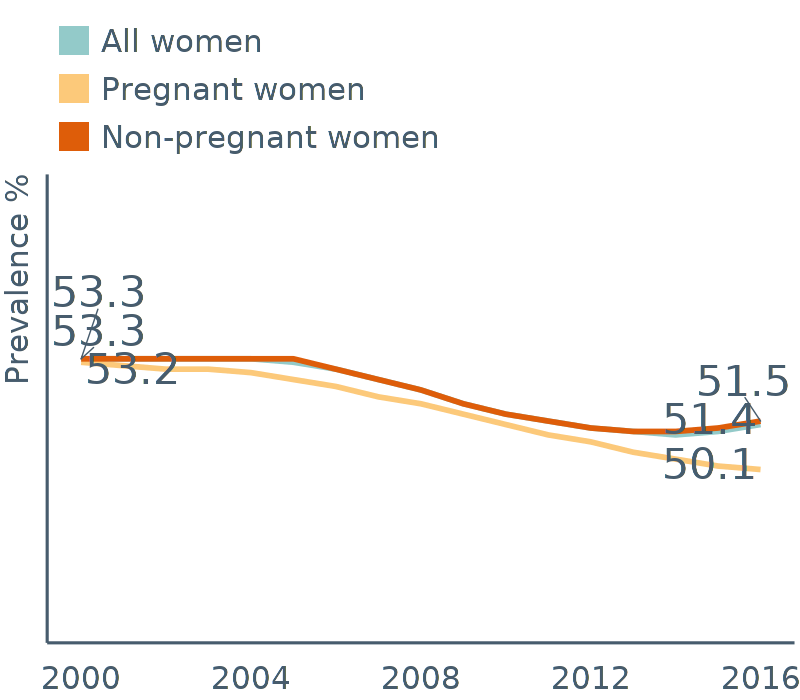 All women
Pregnant women
Non-pregnant women
Prevalence %
53.3
53.3
53.2
51.5
51.4
50.1
2000 2004 2008 2012 2016